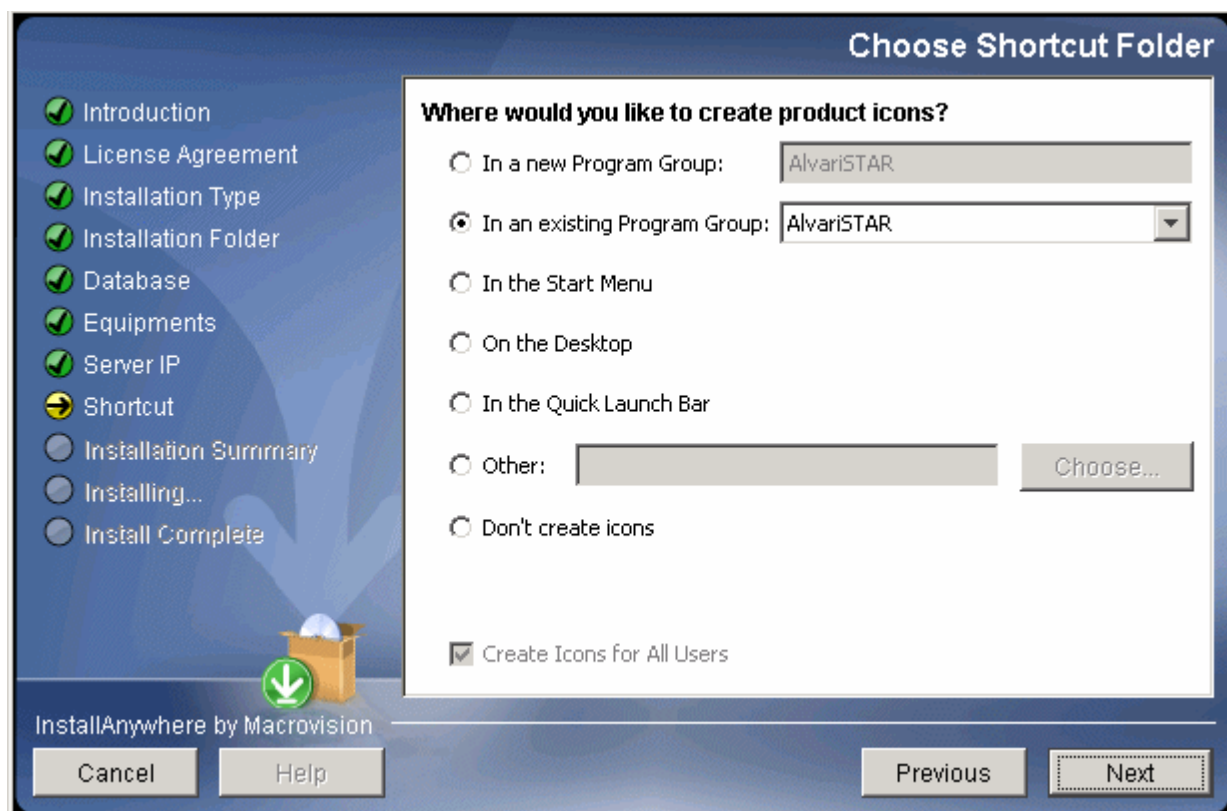 Choose Shortcut Folder
Introduction
License Agreement
Installation Type
Installation Folder
Database
Equipments
Server IP
Shortcut
Installation Summary
Installing...
Install Complete
Where would you like to create product icons?
In a new Program Group: AlvariSTAR
In an existing Program Group: AlvariSTAR
In the Start Menu
On the Desktop
In the Quick Launch Bar
Other: Choose...
Don't create icons
Create Icons for All Users
InstallAnywhere by Macrovision
Cancel Help Previous Next